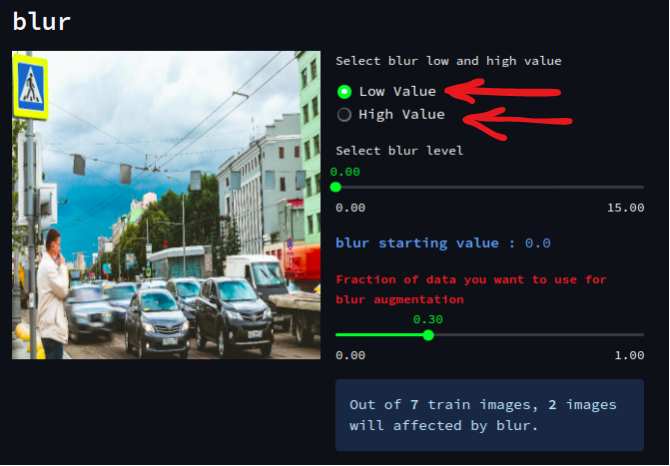 blur
Select blur low and high value
Low Value
High Value
Select blur level
0.00
0.00 15.00
blur starting value : 0.0
Fraction of data you want to use for
blur augmentation
0.30
0.00 1.00
Out of 7 train images, 2 images
will affected by blur.